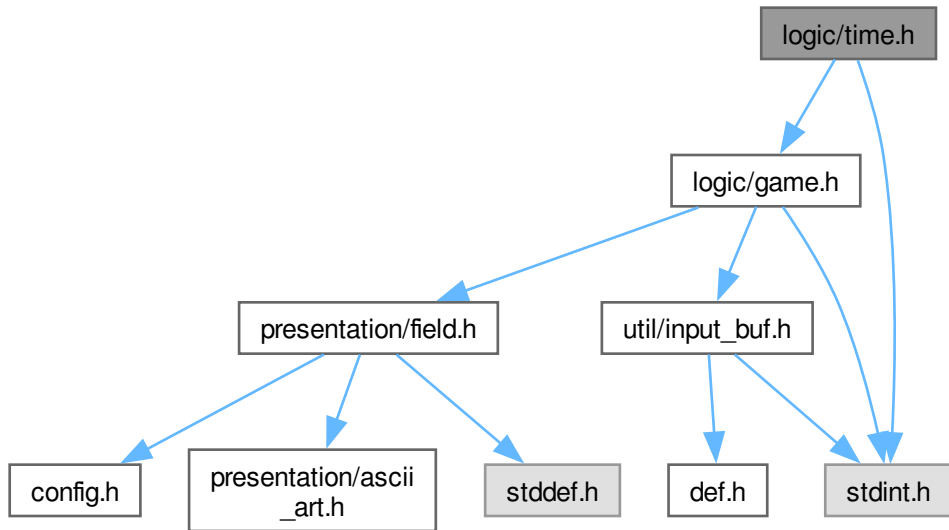 logic/time.h
logic/game.h
presentation/field.h
util/input_buf.h
config.h
presentation/ascii
_art.h
stddef.h
def.h
stdint.h